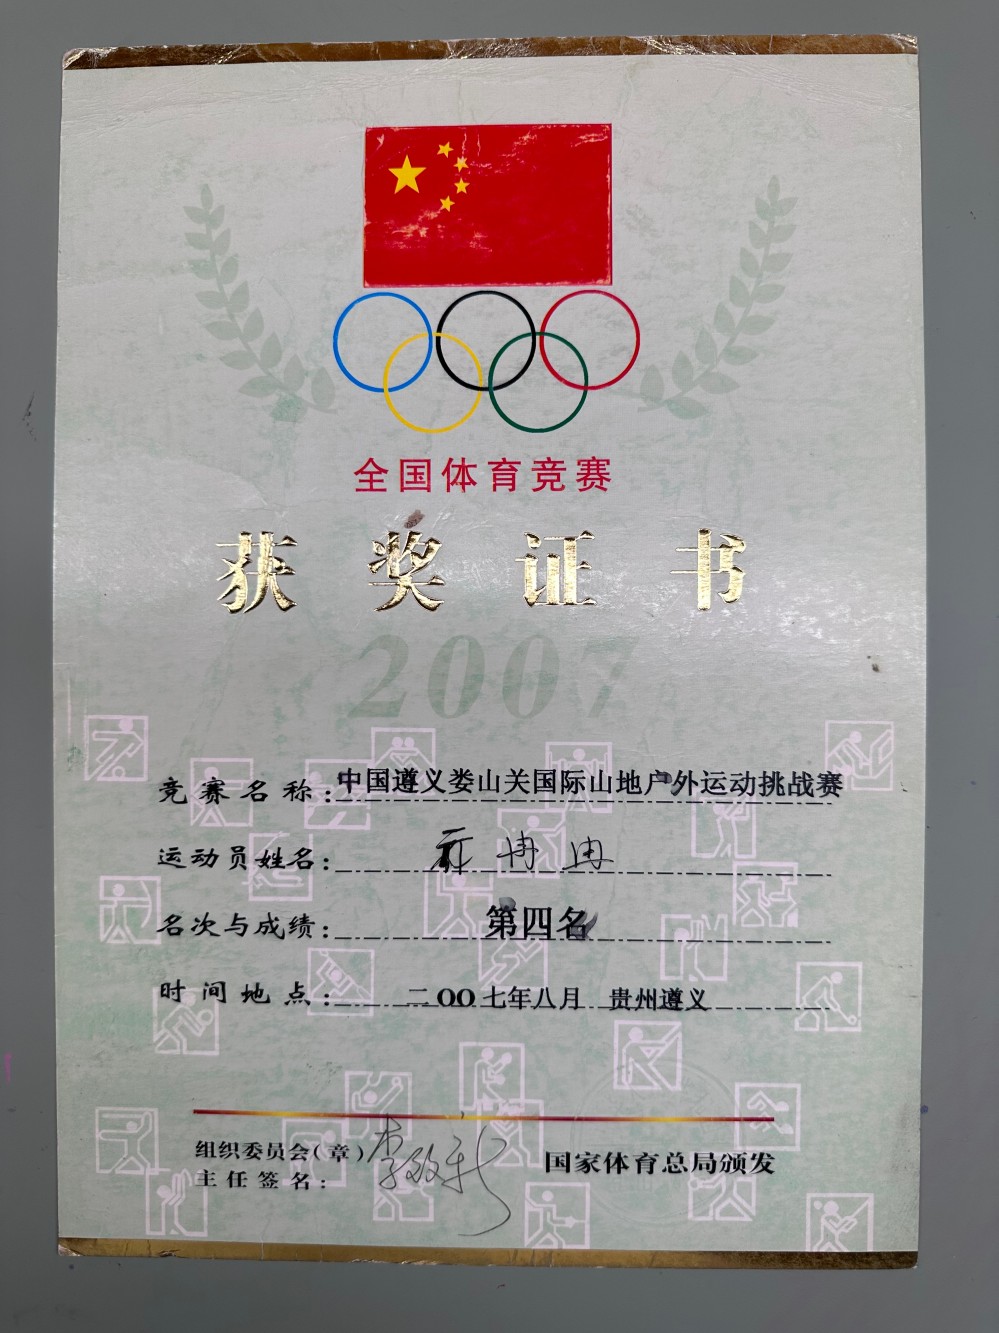 全国体育竞赛
获奖证书
2007
竞赛名称：中国遵义娄山关国际山地户外运动挑战赛
运动员姓名：冉冉
名次与成绩：第四名
时间地点：二OO七年八月 贵州遵义
组织委员会（章）
主任签名：
国家体育总局颁发